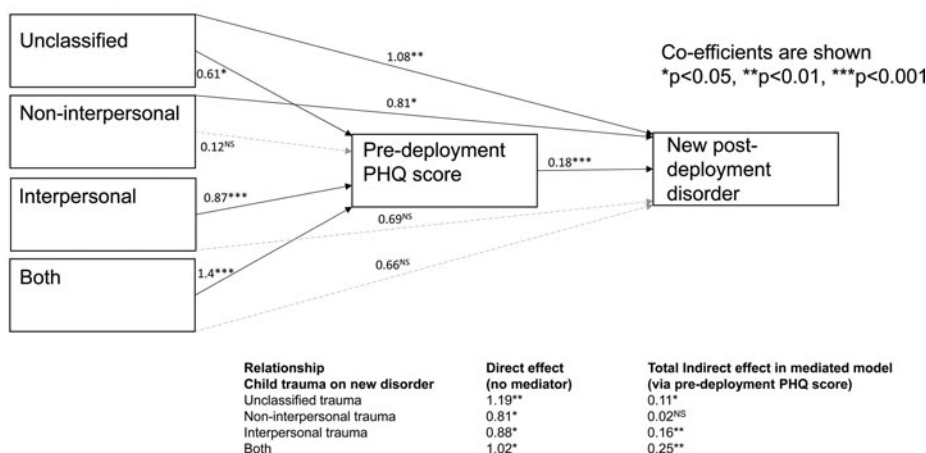 Unclassified
1.08**
Co-efficients are shown
*p<0.05, **p<0.01, ***p<0.001
0.61*
Non-interpersonal
0.81*
0.12NS
Pre-deployment
PHQ score
0.18***
New post-
deployment
disorder
Interpersonal
0.87***
0.69NS
Both
1.4***
0.66NS
Relationship Direct effect Total Indirect effect in mediated model
Child trauma on new disorder (no mediator) (via pre-deployment PHQ score)
Unclassified trauma 1.19** 0.11*
Non-interpersonal trauma 0.81* 0.02NS
Interpersonal trauma 0.88* 0.16**
Both 1.02* 0.25**